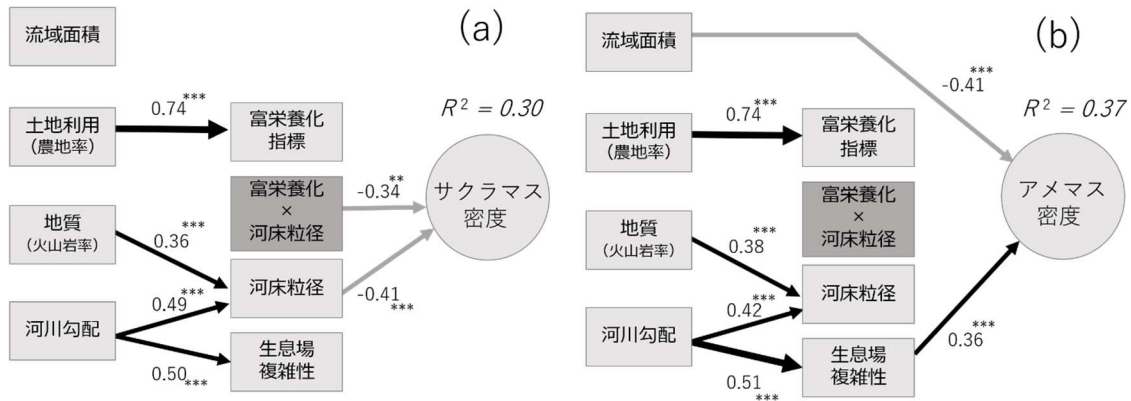 (a)
流域面積
土地利用
(農地率)
0.74***
富栄養化
指標
R² = 0.30
富栄養化
×
河床粒径
-0.34**
サクラマス
密度
地質
(火山岩率)
0.36***
河床粒径
-0.41***
河川勾配
0.49***
0.50***
生息場
複雑性
(b)
流域面積
-0.41***
土地利用
(農地率)
0.74***
富栄養化
指標
R² = 0.37
富栄養化
×
河床粒径
アメマス
密度
地質
(火山岩率)
0.38***
河床粒径
河川勾配
0.42***
0.51***
生息場
複雑性
0.36***